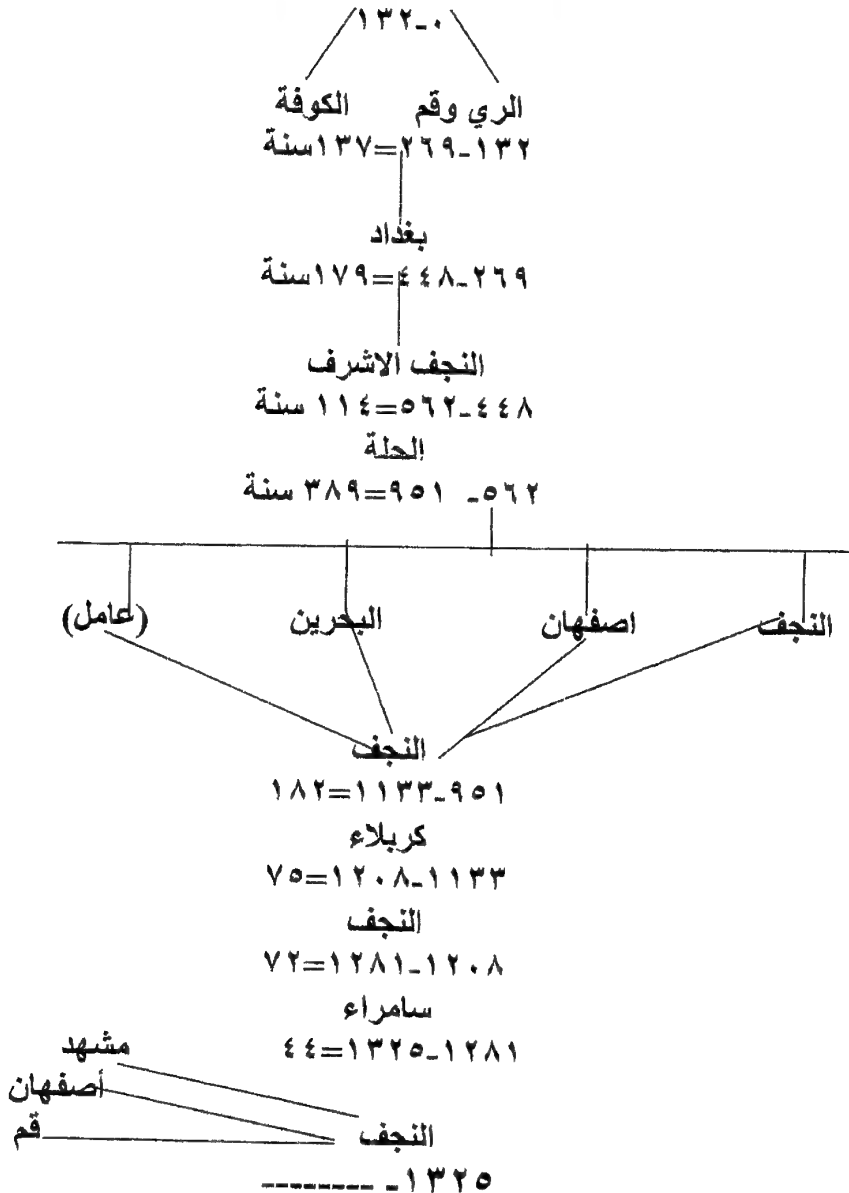 ٠-١٣٢
الري وقم الكوفة
١٣٢-٢٦٩=١٣٧سنة
بغداد
٢٦٩-٤٤٨=١٧٩سنة
النجف الاشرف
٤٤٨-٥٦٢=١١٤ سنة
الحلة
٥٦٢- ٩٥١=٣٨٩ سنة
النجف اصفهان البحرين (عامل)
النجف
٩٥١-١١٣٣=١٨٢
كربلاء
١١٣٣-١٢٠٨=٧٥
النجف
١٢٠٨-١٢٨١=٧٢
سامراء
١٢٨١-١٣٢٥=٤٤
مشهد
أصفهان
قم
النجف
١٣٢٥- --------